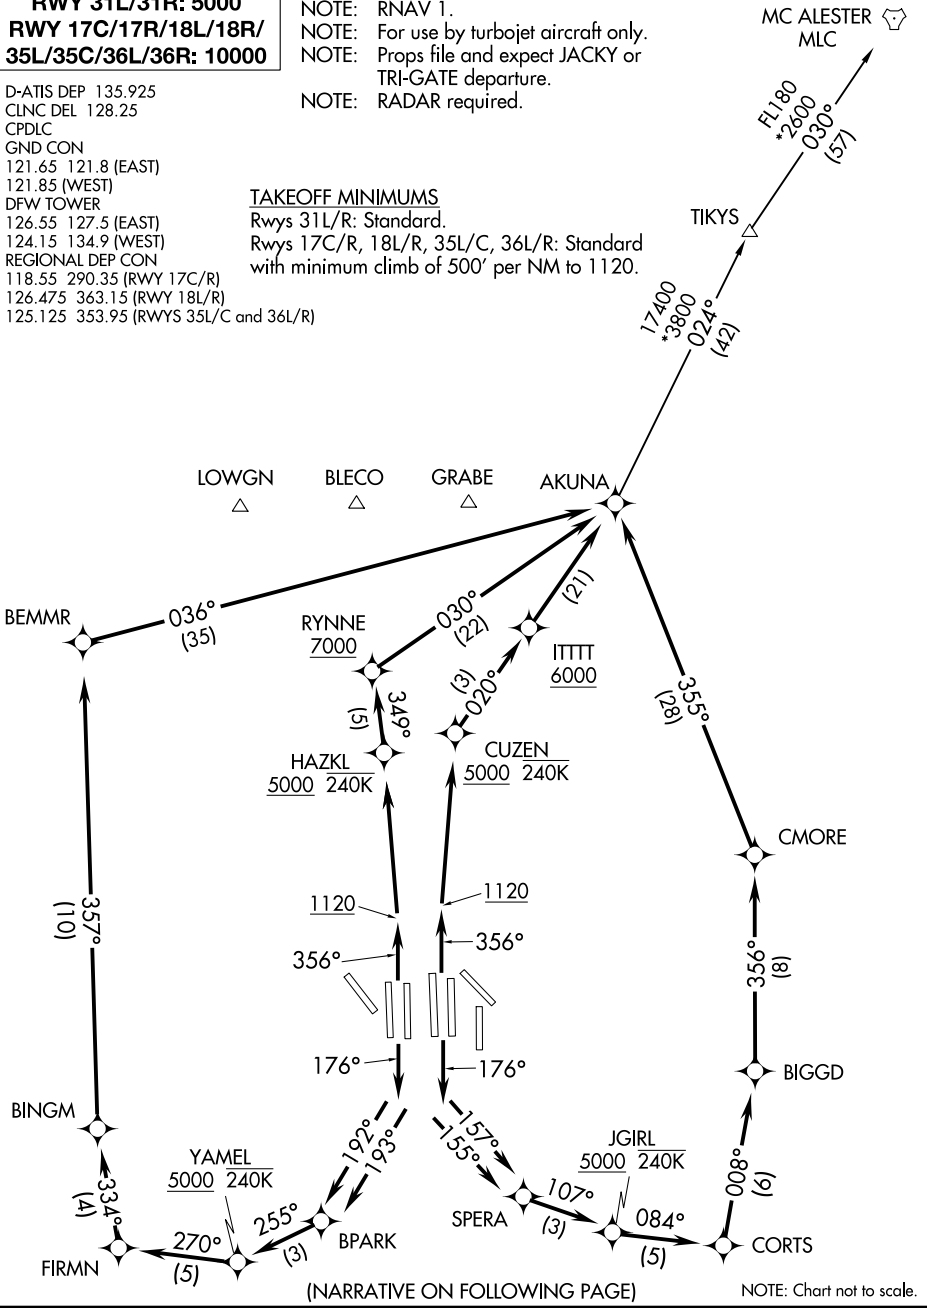 RWY 31L/31R: 5000
RWY 17C/17R/18L/18R/
35L/35C/36L/36R: 10000
NOTE: RNAV 1.
NOTE: For use by turbojet aircraft only.
NOTE: Props file and expect JACKY or
TRI-GATE departure.
NOTE: RADAR required.
MC ALESTER
MLC
D-ATIS DEP 135.925
CLNC DEL 128.25
CPDLC
GND CON
121.65 121.8 (EAST)
121.85 (WEST)
DFW TOWER
126.55 127.5 (EAST)
124.15 134.9 (WEST)
REGIONAL DEP CON
118.55 290.35 (RWY 17C/R)
126.475 363.15 (RWY 18L/R)
125.125 353.95 (RWYS 35L/C and 36L/R)
TAKEOFF MINIMUMS
Rwys 31L/R: Standard.
Rwys 17C/R, 18L/R, 35L/C, 36L/R: Standard
with minimum climb of 500' per NM to 1120.
FL180
*2600
030°
(57)
TIKYS
17400
*3800
024°
(42)
LOWGN
BLECO
GRABE
AKUNA
BEMMR
036°
(35)
RYNNE
7000
030°
(22)
(21)
ITTTT
6000
(3)
020°
349°
(5)
HAZKL
5000 240K
CUZEN
5000 240K
355°
(28)
CMORE
1120
1120
356°
356°
357°
(10)
356°
(8)
176°
176°
BIGGD
BINGM
192°
193°
157°
155°
YAMEL
5000 240K
JGIRL
5000 240K
334°
(4)
008°
(6)
255°
(3)
BPARK
SPERA
107°
(3)
084°
(5)
CORTS
FIRMN
270°
(5)
(NARRATIVE ON FOLLOWING PAGE)
NOTE: Chart not to scale.